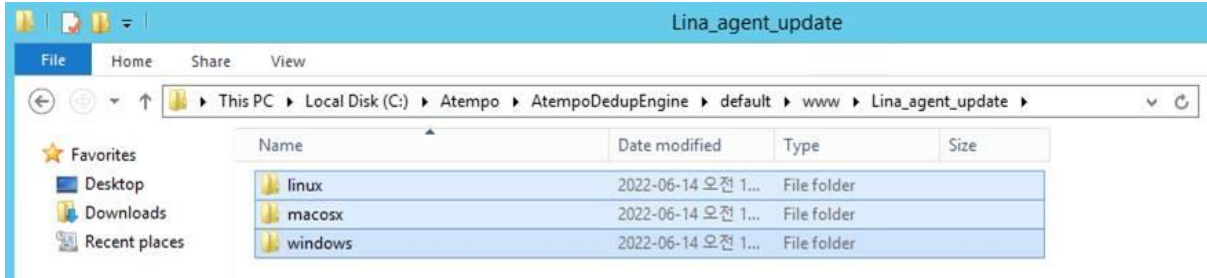 Lina_agent_update
File Home Share View
This PC Local Disk (C:) Atempo AtempoDedupEngine default www Lina_agent_update
Name Date modified Type Size
Favorites
Desktop
Downloads
Recent places
linux 2022-06-14 오전 1... File folder
macosx 2022-06-14 오전 1... File folder
windows 2022-06-14 오전 1... File folder